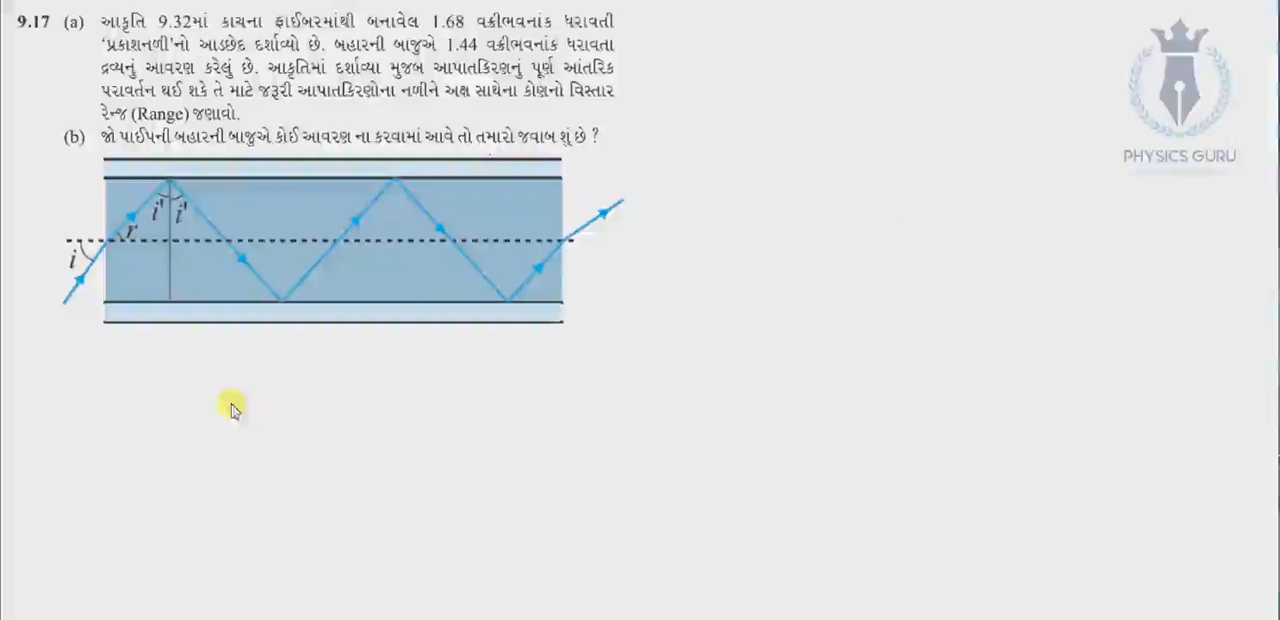 9.17 (a) આકૃતિ 9.32માં કાચના ફાઈબરમાંથી બનાવેલ 1.68 વક્રીભવનાંક ધરાવતી
'પ્રકાશનળી'નો આડછેદ દર્શાવ્યો છે. બહારની બાજુએ 1.44 વક્રીભવનાંક ધરાવતા
દ્રવ્યનું આવરણ કરેલું છે. આકૃતિમાં દર્શાવ્યા મુજબ આપાતકિરણનું પૂર્ણ આંતરિક
પરાવર્તન થઈ શકે તે માટે જરૂરી આપાતકિરણોના નળીને અક્ષ સાથેના કોણનો વિસ્તાર
રેન્જ (Range) જણાવો.
(b) જો પાઈપની બહારની બાજુએ કોઈ આવરણ ના કરવામાં આવે તો તમારો જવાબ શું છે ?
PHYSICS GURU
i' i'
r
i